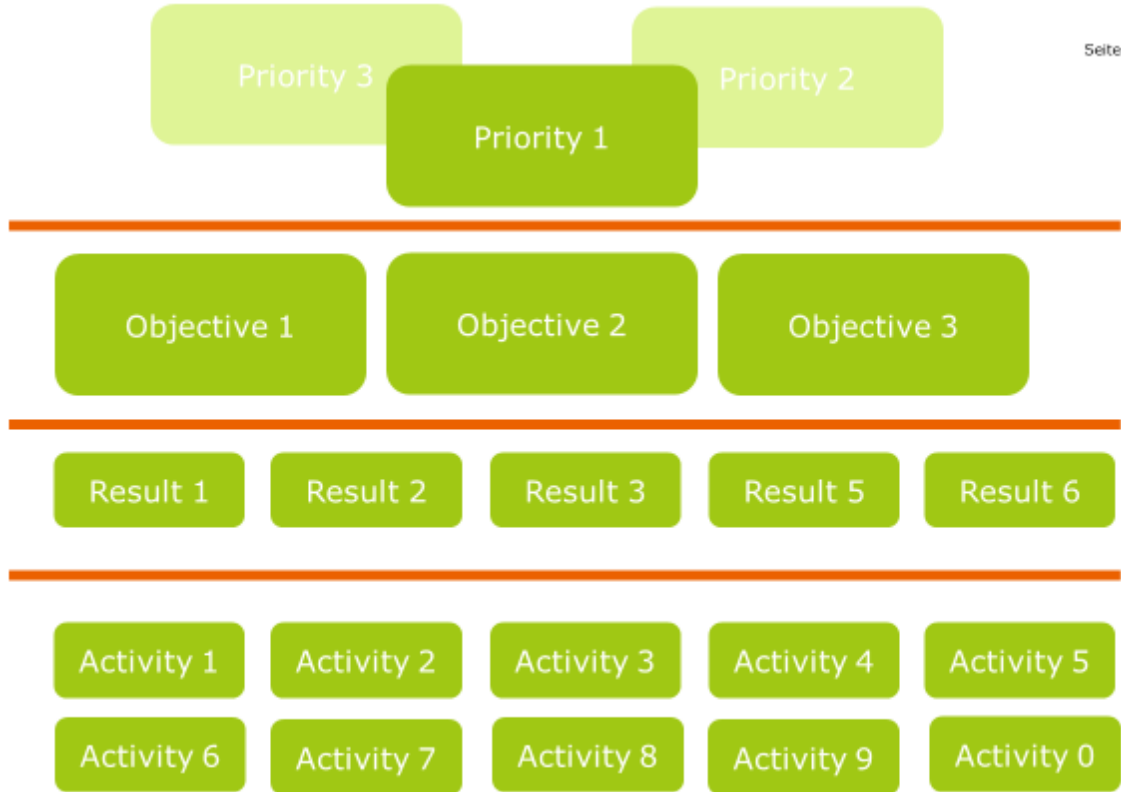 Priority 3
Priority 2
Seite
Priority 1
Objective 1
Objective 2
Objective 3
Result 1
Result 2
Result 3
Result 5
Result 6
Activity 1
Activity 2
Activity 3
Activity 4
Activity 5
Activity 6
Activity 7
Activity 8
Activity 9
Activity 0